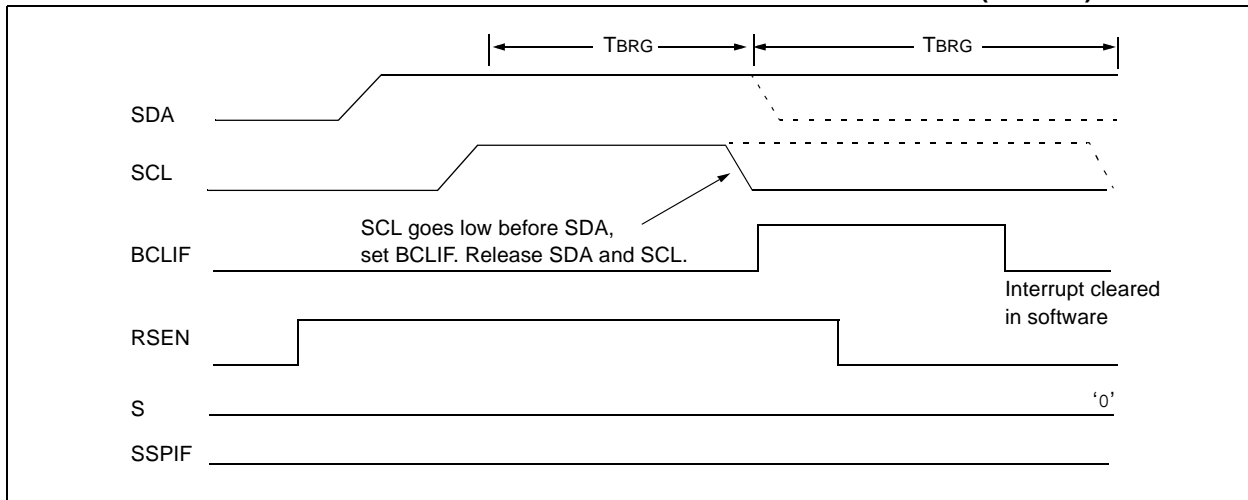 TBRG TBRG
SDA
SCL
SCL goes low before SDA,
set BCLIF. Release SDA and SCL.
BCLIF
Interrupt cleared
in software
RSEN
S
‘0’
SSPIF